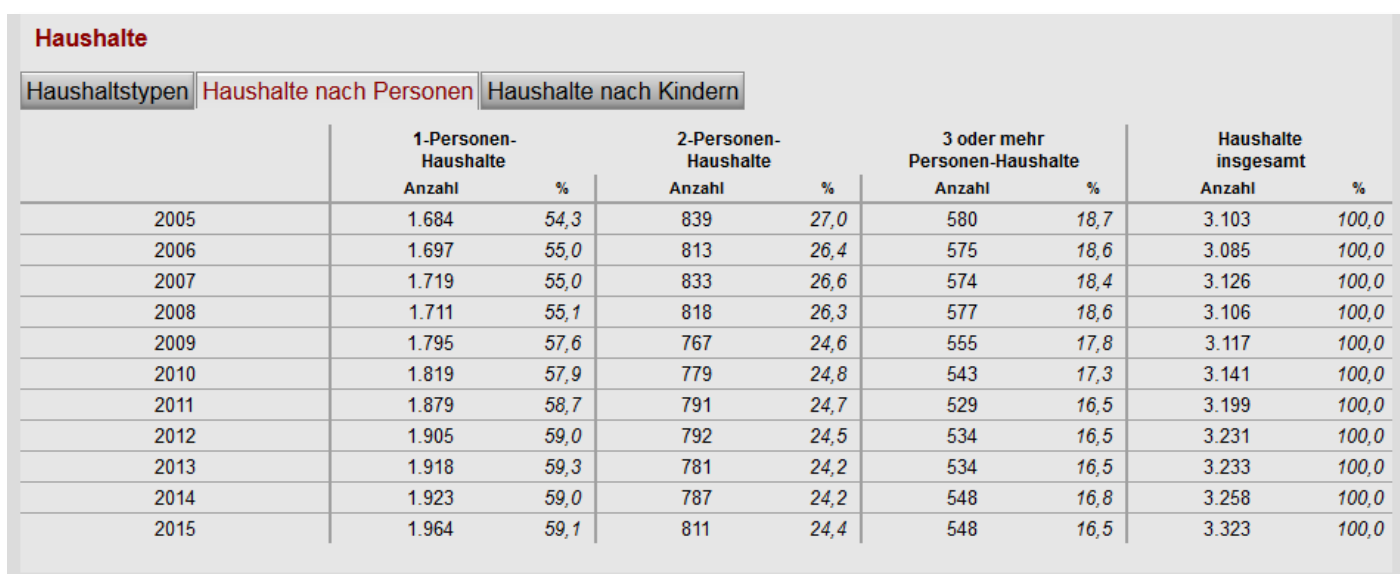 Haushalte
Haushaltstypen Haushalte nach Personen Haushalte nach Kindern
1-Personen- 2-Personen- 3 oder mehr Haushalte
Haushalte Haushalte Personen-Haushalte insgesamt
Anzahl % Anzahl % Anzahl % Anzahl %
2005 1.684 54,3 839 27,0 580 18,7 3.103 100,0
2006 1.697 55,0 813 26,4 575 18,6 3.085 100,0
2007 1.719 55,0 833 26,6 574 18,4 3.126 100,0
2008 1.711 55,1 818 26,3 577 18,6 3.106 100,0
2009 1.795 57,6 767 24,6 555 17,8 3.117 100,0
2010 1.819 57,9 779 24,8 543 17,3 3.141 100,0
2011 1.879 58,7 791 24,7 529 16,5 3.199 100,0
2012 1.905 59,0 792 24,5 534 16,5 3.231 100,0
2013 1.918 59,3 781 24,2 534 16,5 3.233 100,0
2014 1.923 59,0 787 24,2 548 16,8 3.258 100,0
2015 1.964 59,1 811 24,4 548 16,5 3.323 100,0